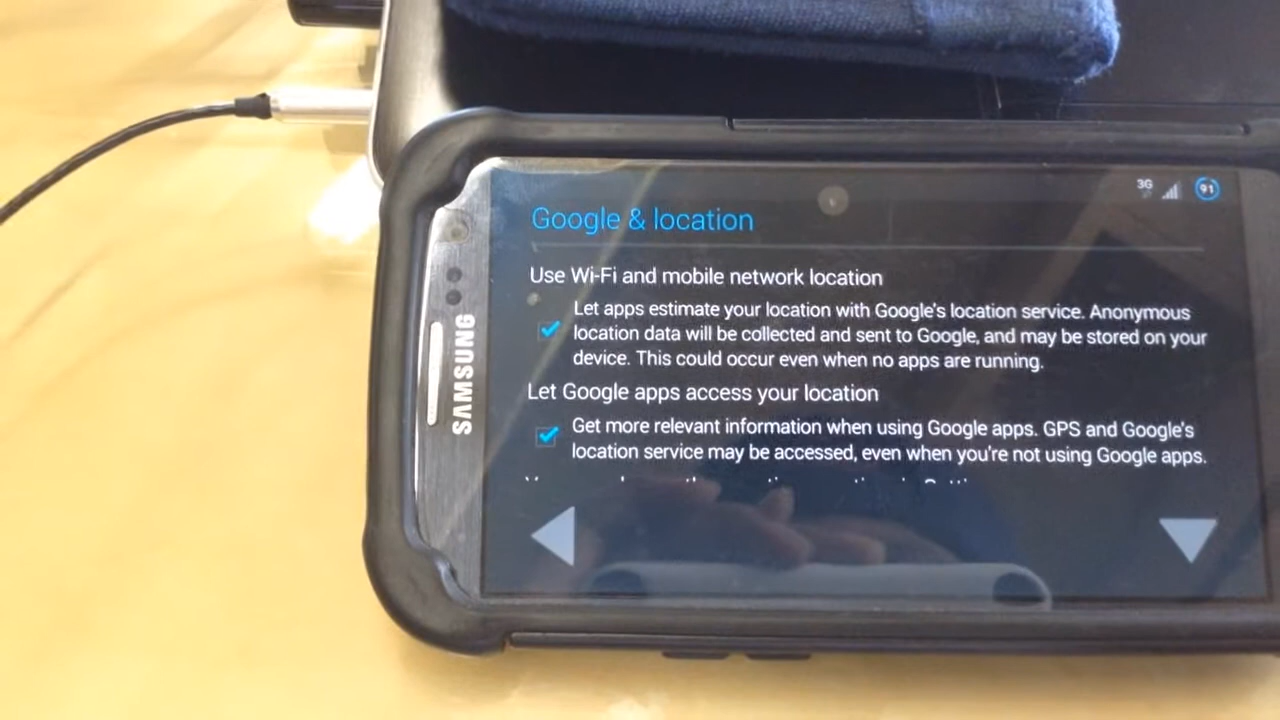 3G
91
Google & location
Use Wi-Fi and mobile network location
Let apps estimate your location with Google's location service. Anonymous
location data will be collected and sent to Google, and may be stored on your
device. This could occur even when no apps are running.
Let Google apps access your location
Get more relevant information when using Google apps. GPS and Google's
location service may be accessed, even when you're not using Google apps.
SAMSUNG